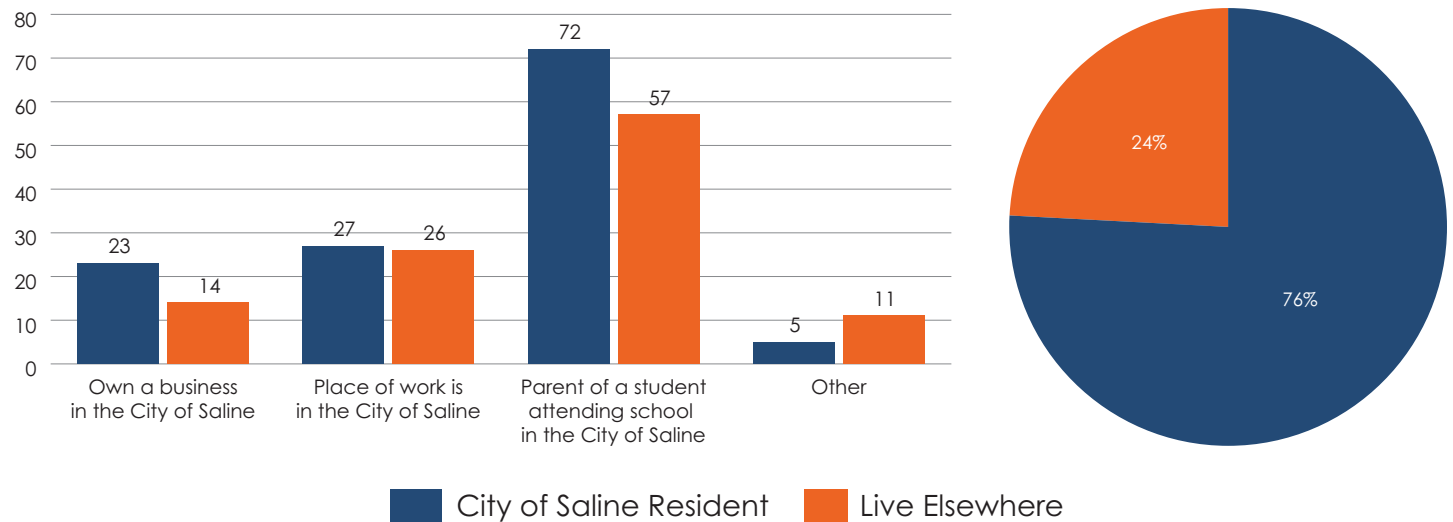 80
70
60
50
40
30
20
10
0
23
14
27
26
72
57
5
11
Own a business
in the City of Saline
Place of work is
in the City of Saline
Parent of a student
attending school
in the City of Saline
Other
24%
76%
City of Saline Resident
Live Elsewhere